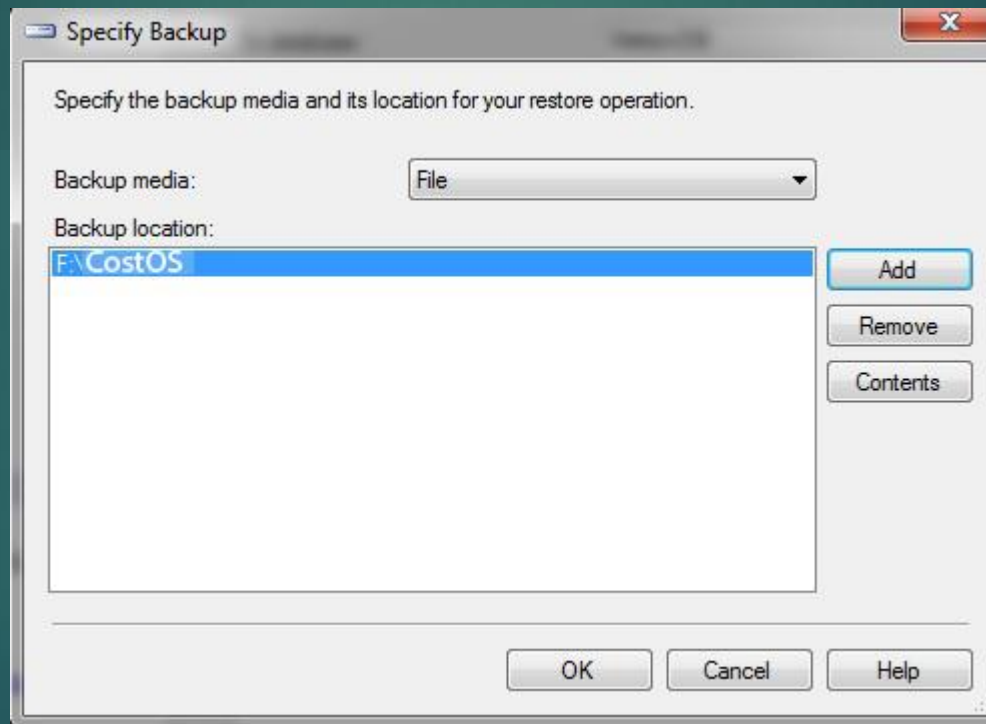 Specify Backup
Specify the backup media and its location for your restore operation.
Backup media:
File
Backup location:
F:\CostOS
Add
Remove
Contents
OK
Cancel
Help